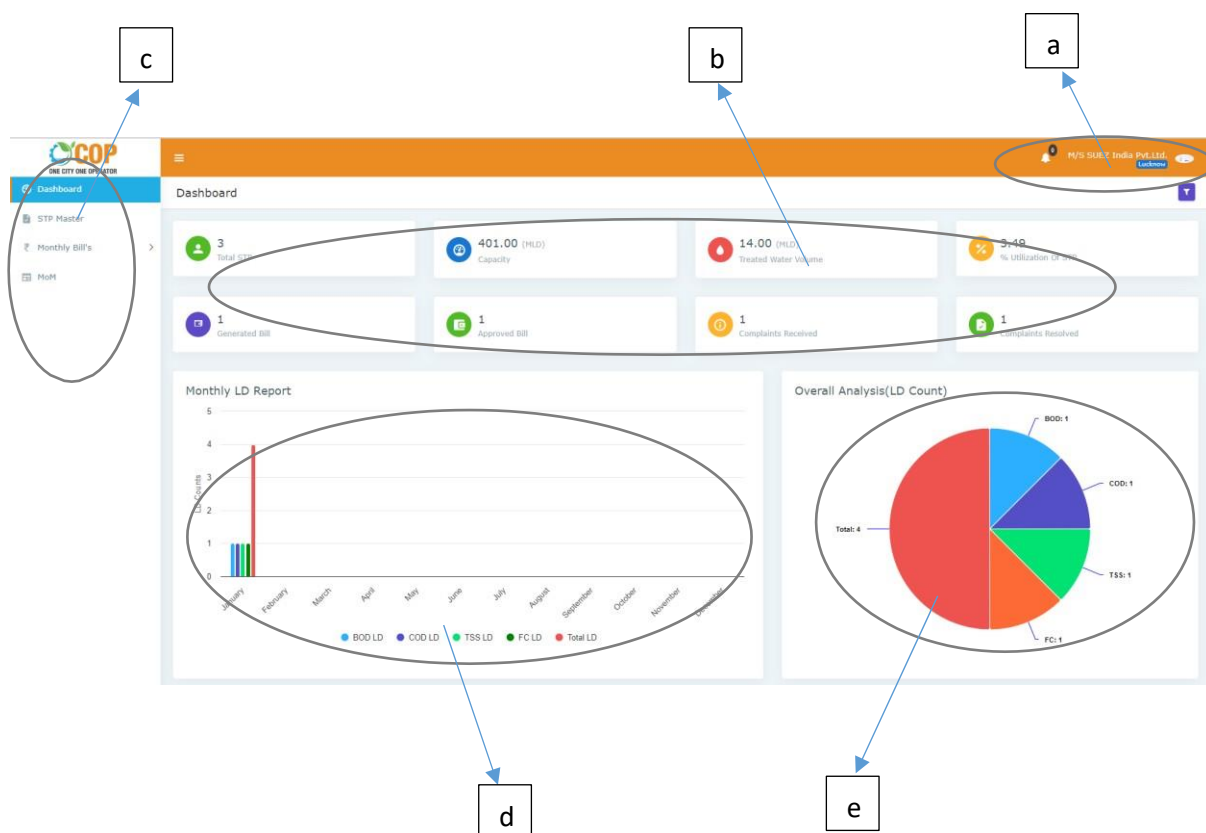 c
b
a
COP
ONE CITY ONE OPERATOR
M/S SUEZ India Pvt.Ltd.
Lucknow
Dashboard
Dashboard
STP Master
₹ Monthly Bill's
MoM
3
Total STP
401.00 (MLD)
Capacity
14.00 (MLD)
Treated Water Volume
3.49
% Utilization Of STP
1
Generated Bill
1
Approved Bill
1
Complaints Received
1
Complaints Resolved
Monthly LD Report
5
4
3
2
1
0
LD Counts
January
February
March
April
May
June
July
August
September
October
November
December
BOD LD
COD LD
TSS LD
FC LD
Total LD
Overall Analysis(LD Count)
BOD: 1
COD: 1
TSS: 1
FC: 1
Total: 4
d
e